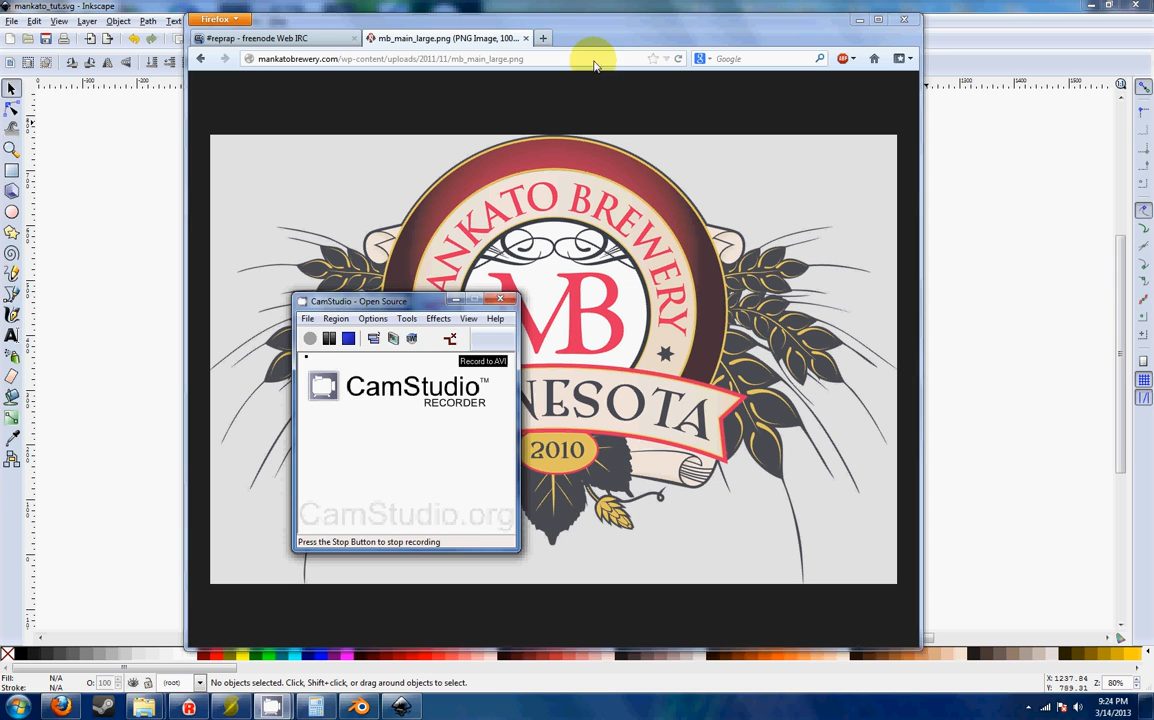 mankato_tut.svg - Inkscape
File Edit View Layer Object Path
Firefox
#reprap - freenode Web IRC
mb_main_large.png (PNG Image, 100...
mankatobrewery.com/wp-content/uploads/2011/11/mb_main_large.png
Google
MANKATO BREWERY
MB
NESOTA
2010
CamStudio - Open Source
File Region Options Tools Effects View Help
Record to AVI
CamStudio™
RECORDER
CamStudio.org
Press the Stop Button to stop recording
Fill: N/A
Stroke: N/A
O: 100
(root)
No objects selected. Click, Shift+click, or drag around objects to select.
X: 1237.84
Y: 789.31
Z: 80%
9:24 PM
3/14/2013